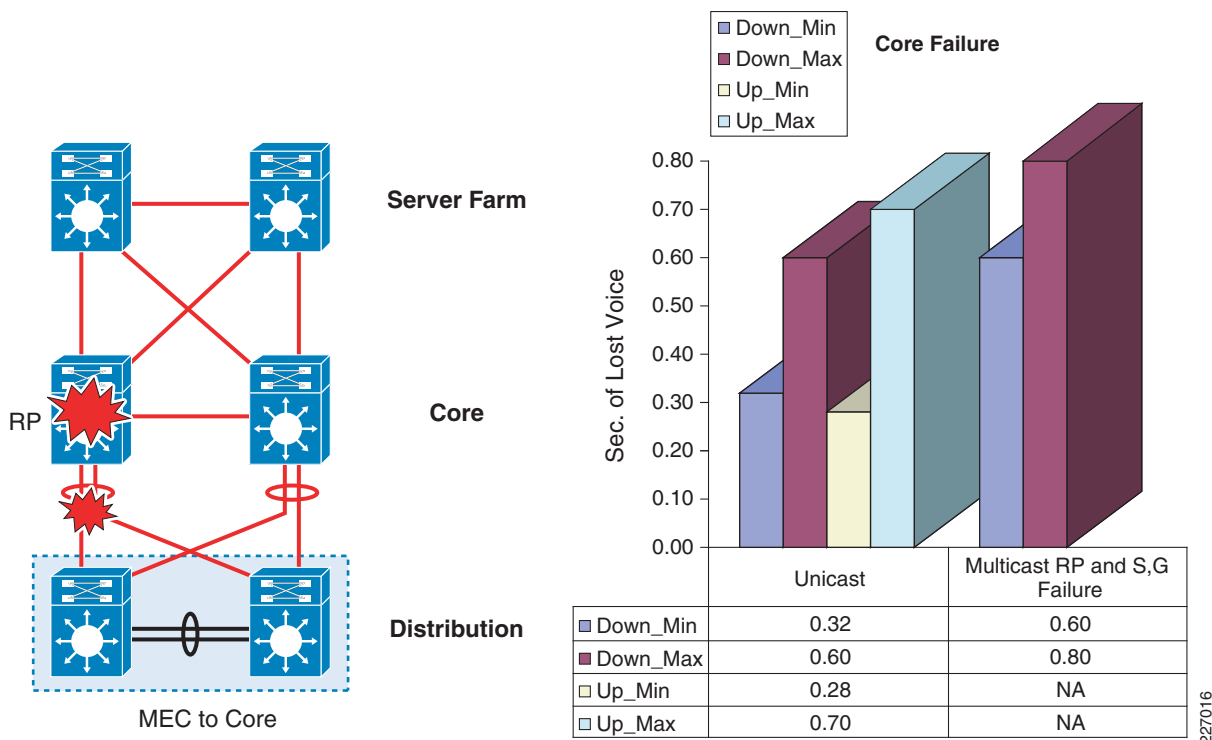 Server Farm
RP
Core
Distribution
MEC to Core
Down_Min
Down_Max
Up_Min
Up_Max
Core Failure
Sec. of Lost Voice
0.80
0.70
0.60
0.50
0.40
0.30
0.20
0.10
0.00
Unicast
Multicast RP and S,G
Failure
Down_Min 0.32 0.60
Down_Max 0.60 0.80
Up_Min 0.28 NA
Up_Max 0.70 NA
227016